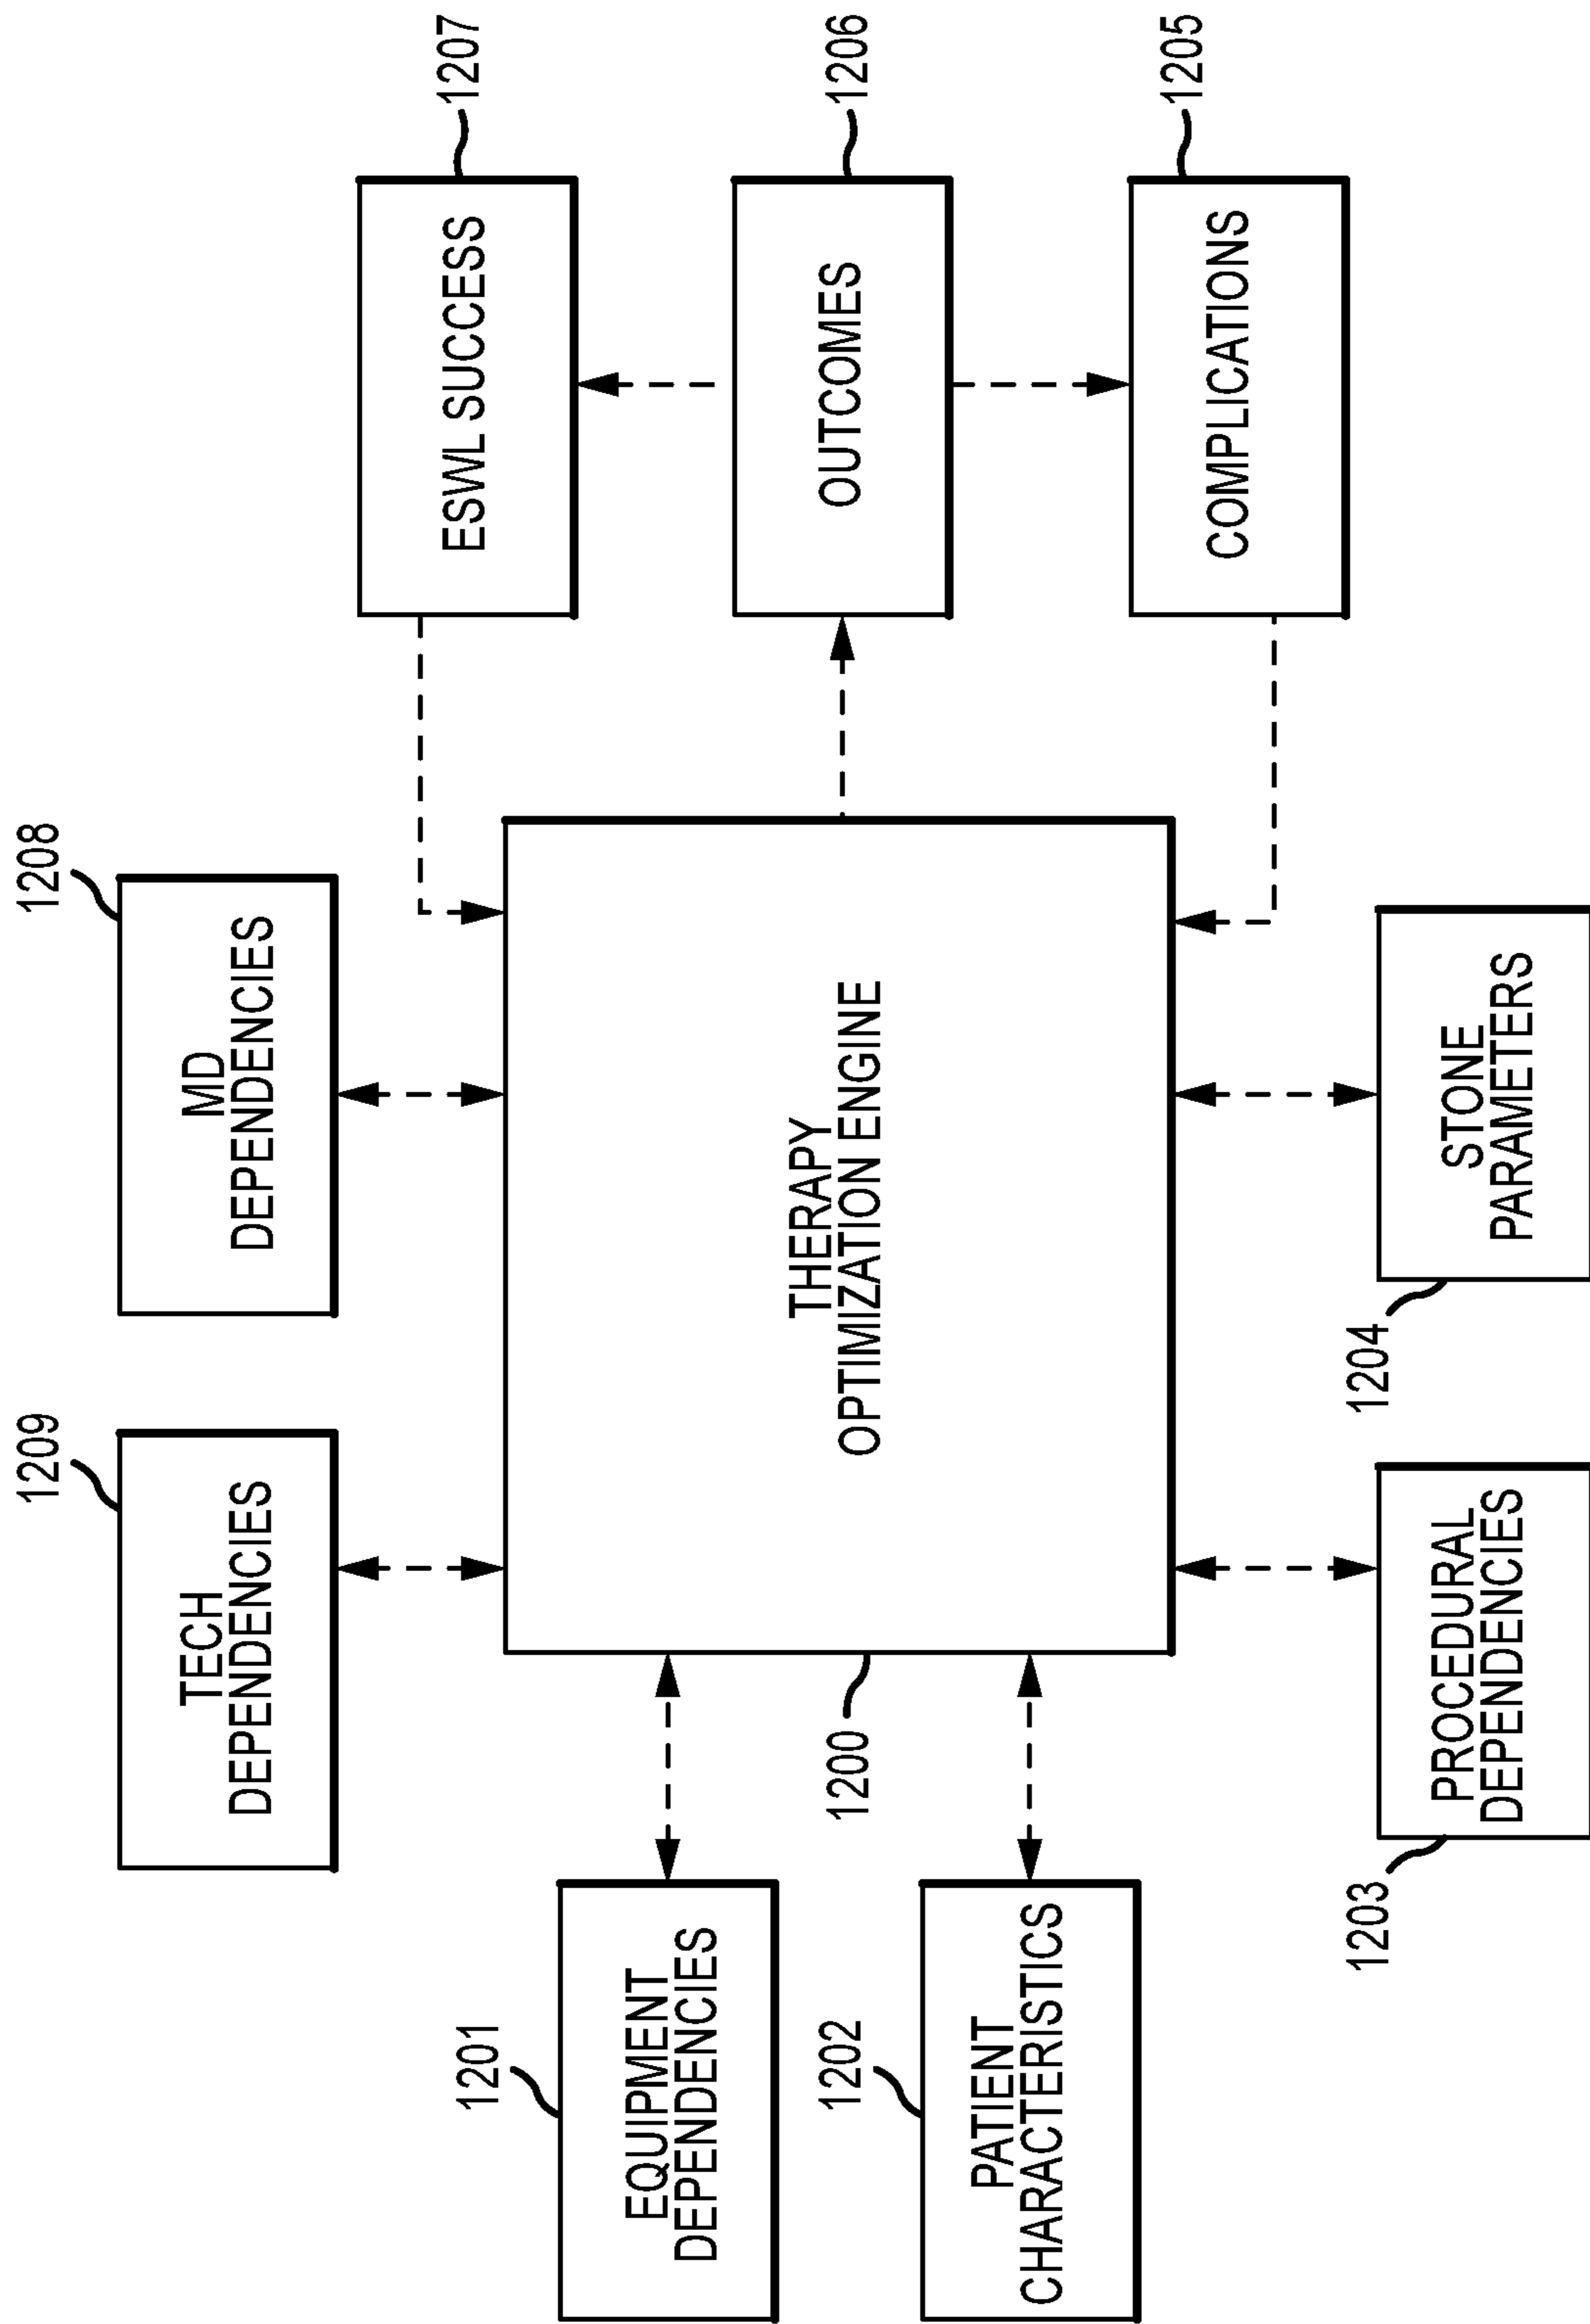 1209
TECH
DEPENDENCIES
1208
MD
DEPENDENCIES
ESWL SUCCESS
1207
1201
EQUIPMENT
DEPENDENCIES
1202
PATIENT
CHARACTERISTICS
THERAPY
OPTIMIZATION ENGINE
1200
OUTCOMES
1206
1203
PROCEDURAL
DEPENDENCIES
1204
STONE
PARAMETERS
COMPLICATIONS
1205